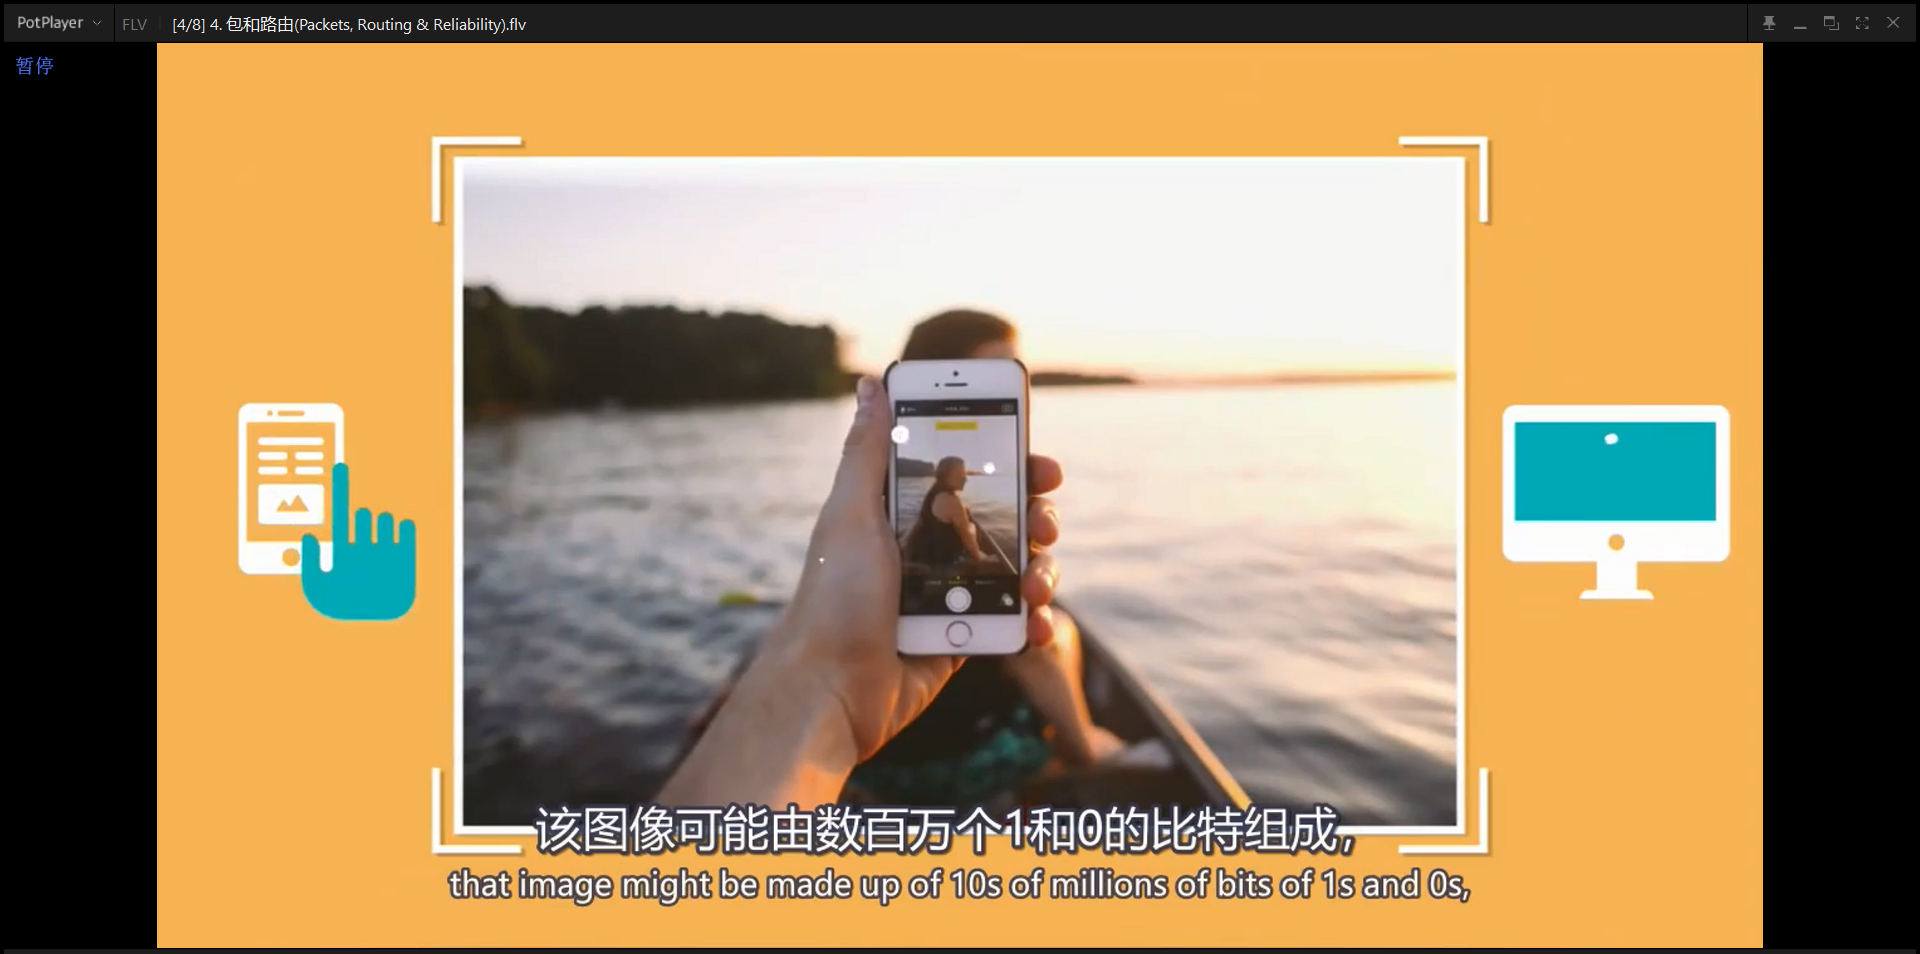 PotPlayer
FLV
[4/8] 4. 包和路由(Packets, Routing & Reliability).flv
暂停
该图像可能由数百万个1和0的比特组成,
that image might be made up of 10s of millions of bits of 1s and 0s,